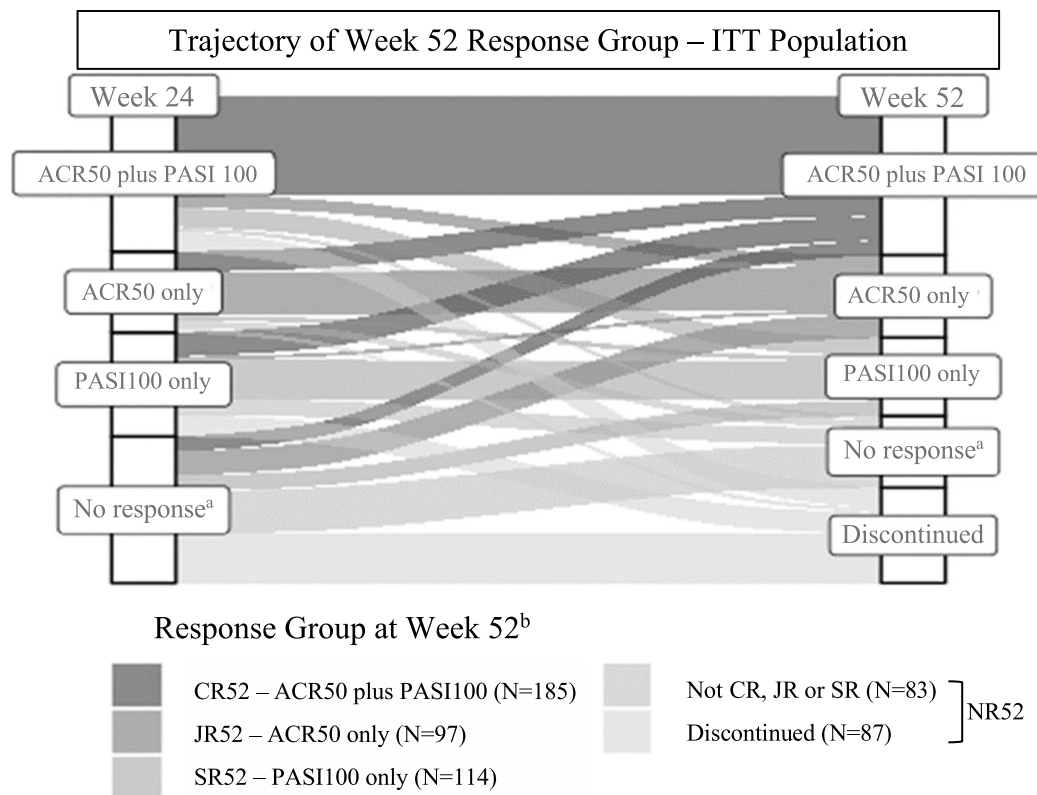 Trajectory of Week 52 Response Group – ITT Population
Week 24
Week 52
ACR50 plus PASI 100
ACR50 plus PASI 100
ACR50 only
ACR50 only
PASI100 only
PASI100 only
No responseᵃ
No responseᵃ
Discontinued
Response Group at Week 52ᵇ
CR52 – ACR50 plus PASI100 (N=185)
JR52 – ACR50 only (N=97)
SR52 – PASI100 only (N=114)
Not CR, JR or SR (N=83)
Discontinued (N=87)
NR52